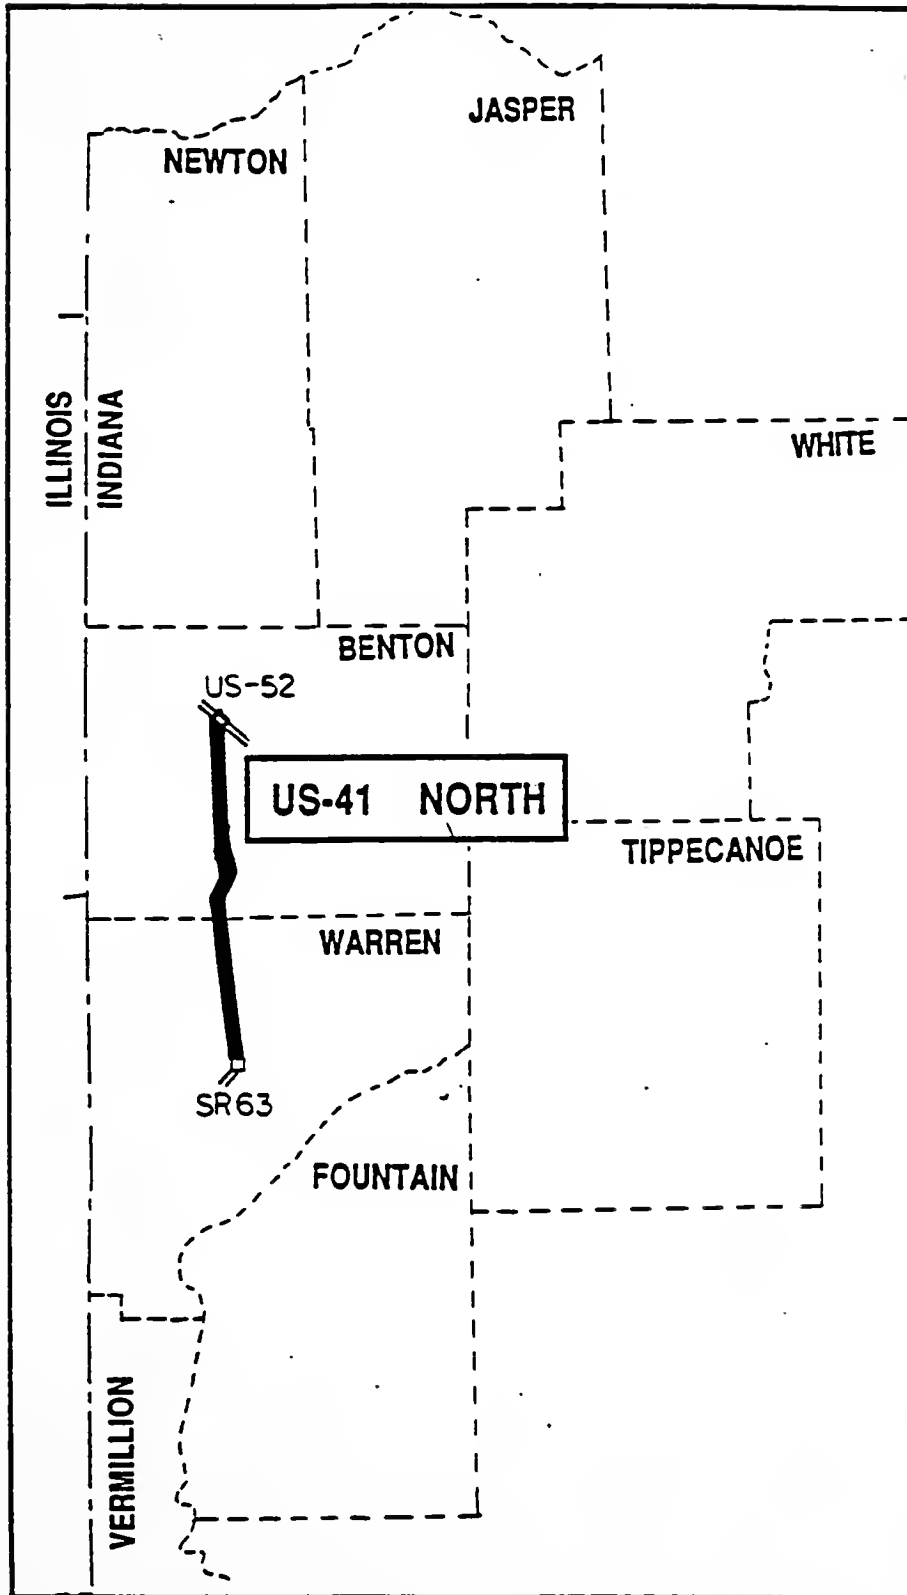 JASPER
NEWTON
ILLINOIS
INDIANA
WHITE
BENTON
US-52
US-41 NORTH
TIPPECANOE
WARREN
SR63
FOUNTAIN
VERMILLION